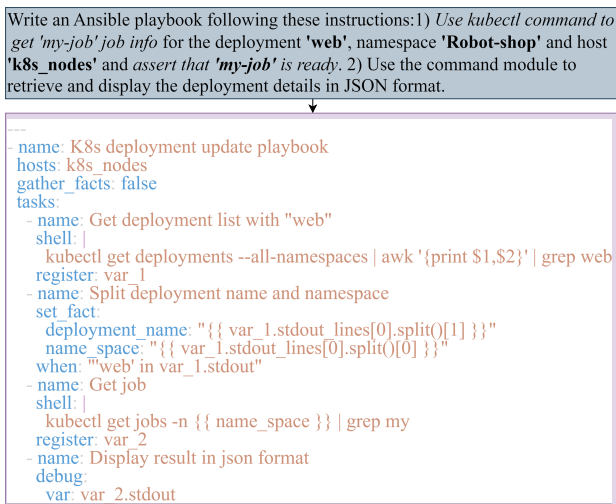 Write an Ansible playbook following these instructions:1) Use kubectl command to
get 'my-job' job info for the deployment 'web', namespace 'Robot-shop' and host
'k8s_nodes' and assert that 'my-job' is ready. 2) Use the command module to
retrieve and display the deployment details in JSON format.
---
- name: K8s deployment update playbook
hosts: k8s_nodes
gather_facts: false
tasks:
- name: Get deployment list with "web"
shell: |
kubectl get deployments --all-namespaces | awk '{print $1,$2}' | grep web
register: var_1
- name: Split deployment name and namespace
set_fact:
deployment_name: "{{ var_1.stdout_lines[0].split()[1] }}"
name_space: "{{ var_1.stdout_lines[0].split()[0] }}"
when: "'web' in var_1.stdout"
- name: Get job
shell: |
kubectl get jobs -n {{ name_space }} | grep my
register: var_2
- name: Display result in json format
debug:
var: var_2.stdout